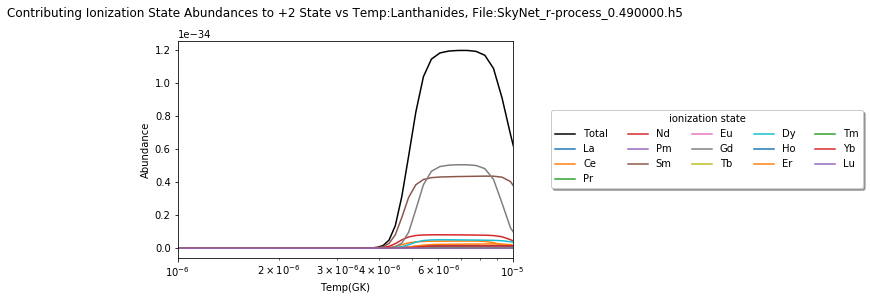 Contributing Ionization State Abundances to +2 State vs Temp:Lanthanides, File:SkyNet_r-process_0.490000.h5
1e−34
1.2
1.0
0.8
0.6
0.4
0.2
0.0
Abundance
10⁻⁶
2 × 10⁻⁶
3 × 10⁻⁶
4 × 10⁻⁶
6 × 10⁻⁶
10⁻⁵
Temp(GK)
ionization state
Total Nd Eu Dy Tm
La Pm Gd Ho Yb
Ce Sm Tb Er Lu
Pr